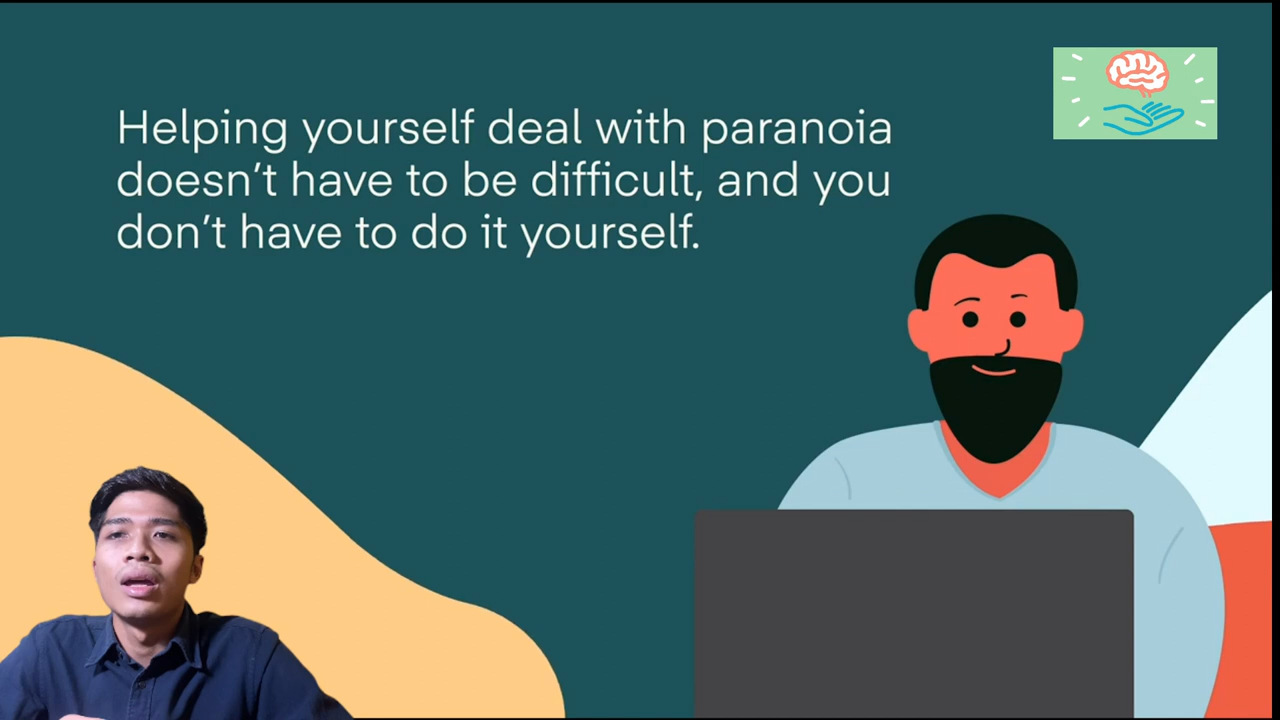 Helping yourself deal with paranoia
doesn’t have to be difficult, and you
don’t have to do it yourself.